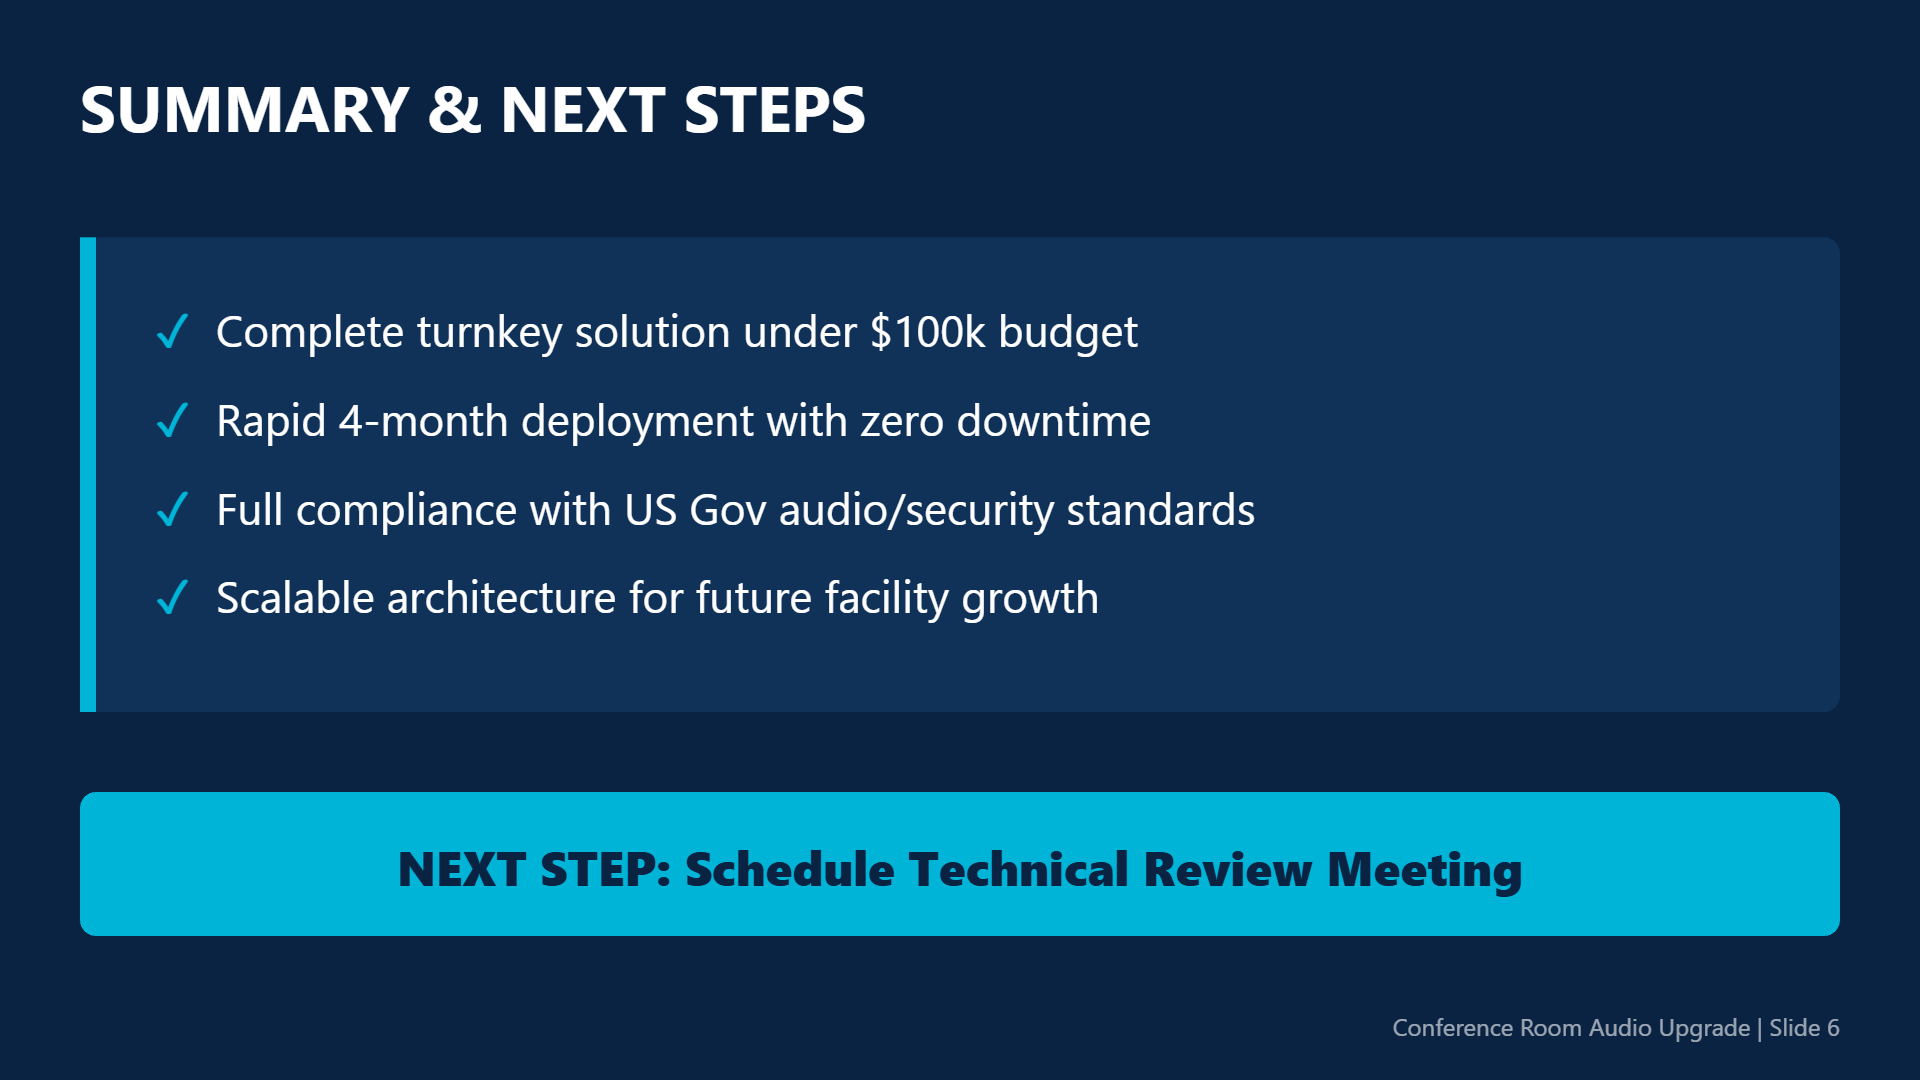 SUMMARY & NEXT STEPS
✓ Complete turnkey solution under $100k budget
✓ Rapid 4-month deployment with zero downtime
✓ Full compliance with US Gov audio/security standards
✓ Scalable architecture for future facility growth
NEXT STEP: Schedule Technical Review Meeting
Conference Room Audio Upgrade | Slide 6